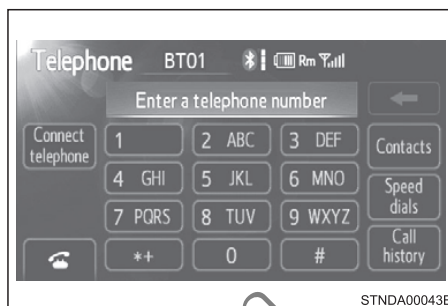 Telephone BT01 Rm
Enter a telephone number
Connect telephone
1
2 ABC
3 DEF
Contacts
4 GHI
5 JKL
6 MNO
Speed dials
7 PQRS
8 TUV
9 WXYZ
*+
0
#
Call history
STNDA00043E